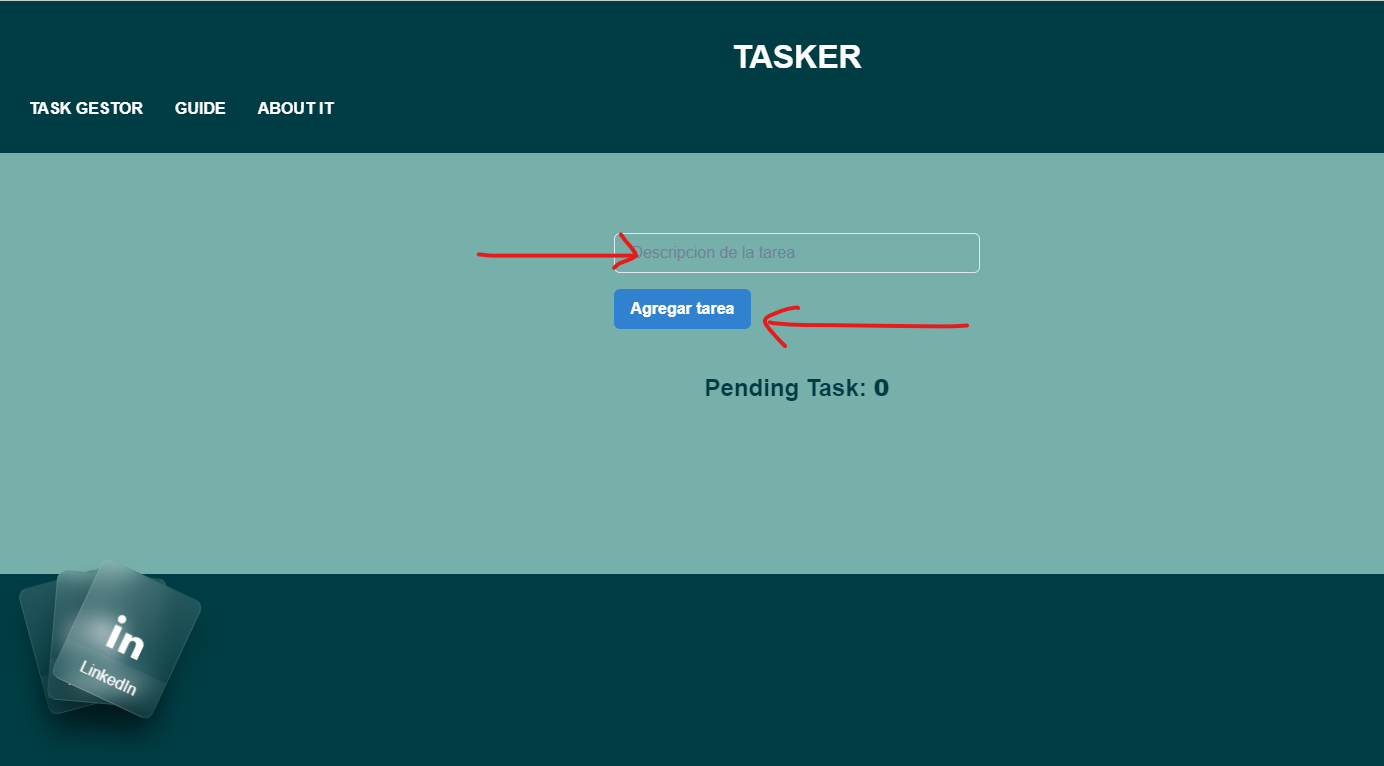 TASKER
TASK GESTOR GUIDE ABOUT IT
Descripcion de la tarea
Agregar tarea
Pending Task: 0
in
LinkedIn